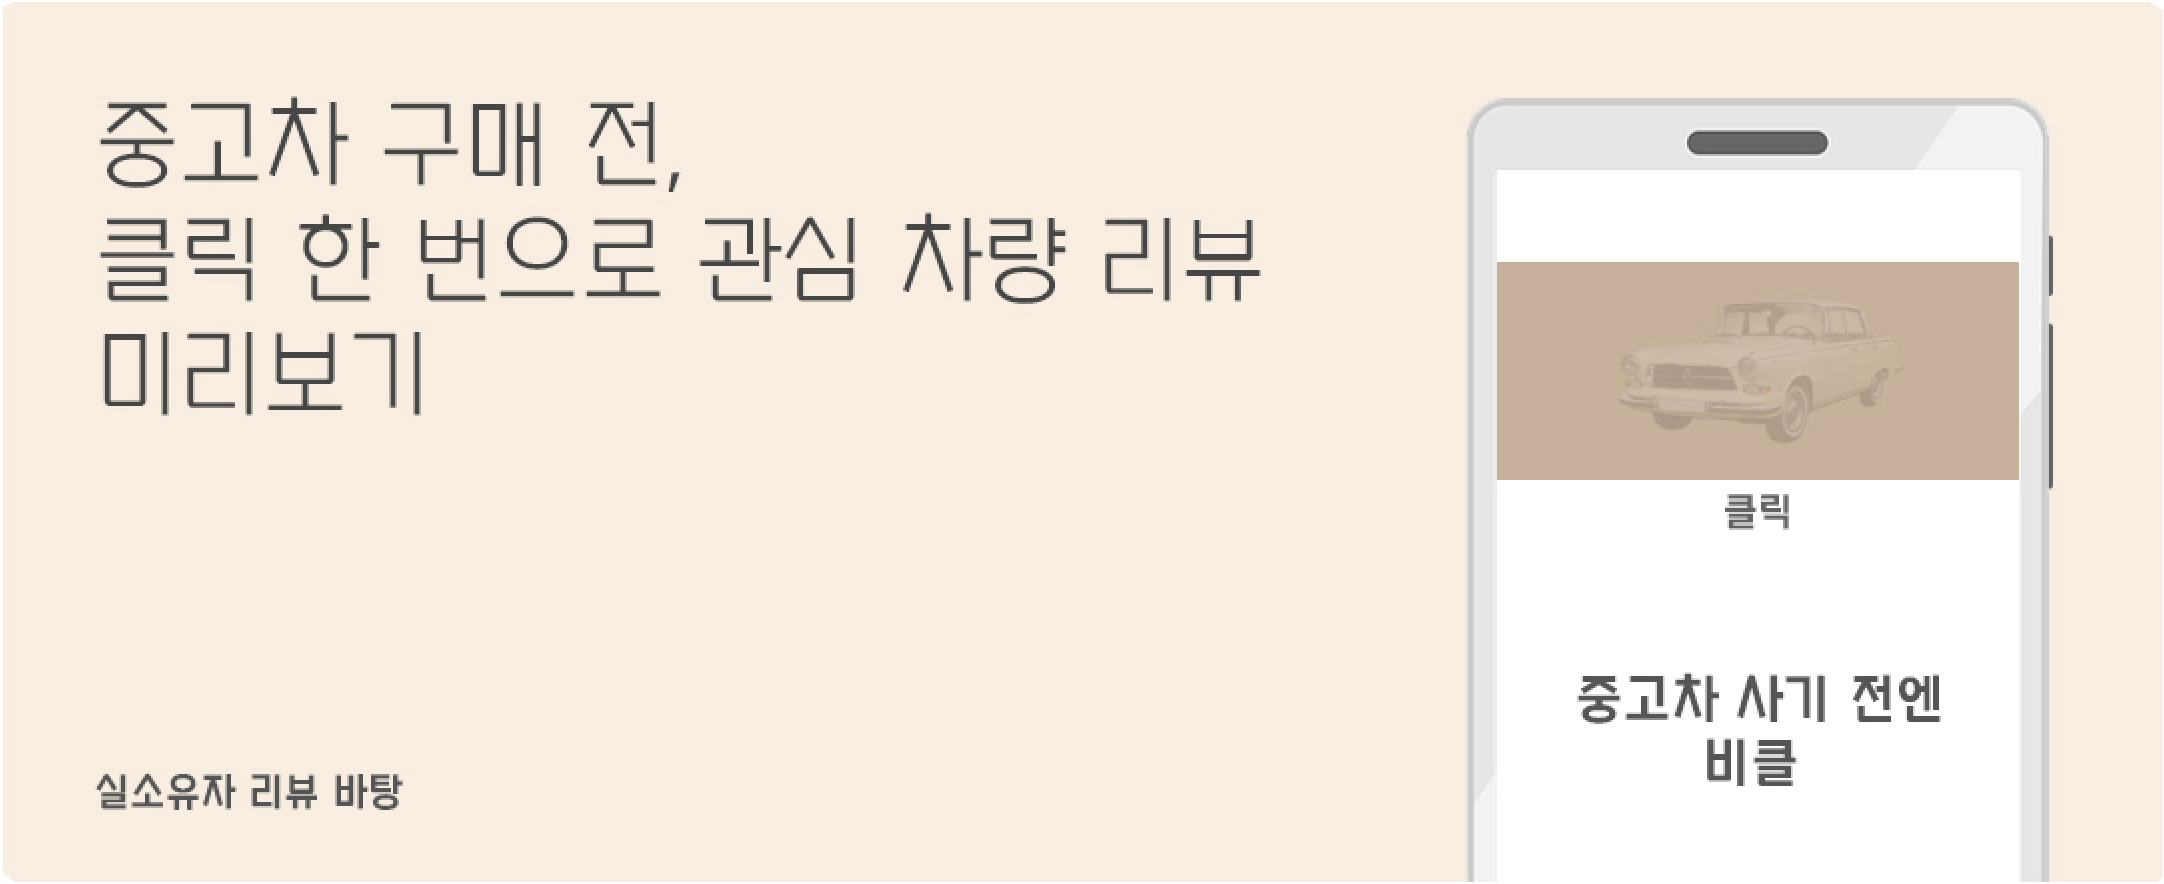 중고차 구매 전,
클릭 한 번으로 관심 차량 리뷰
미리보기
실소유자 리뷰 바탕
클릭
중고차 사기 전엔
비클